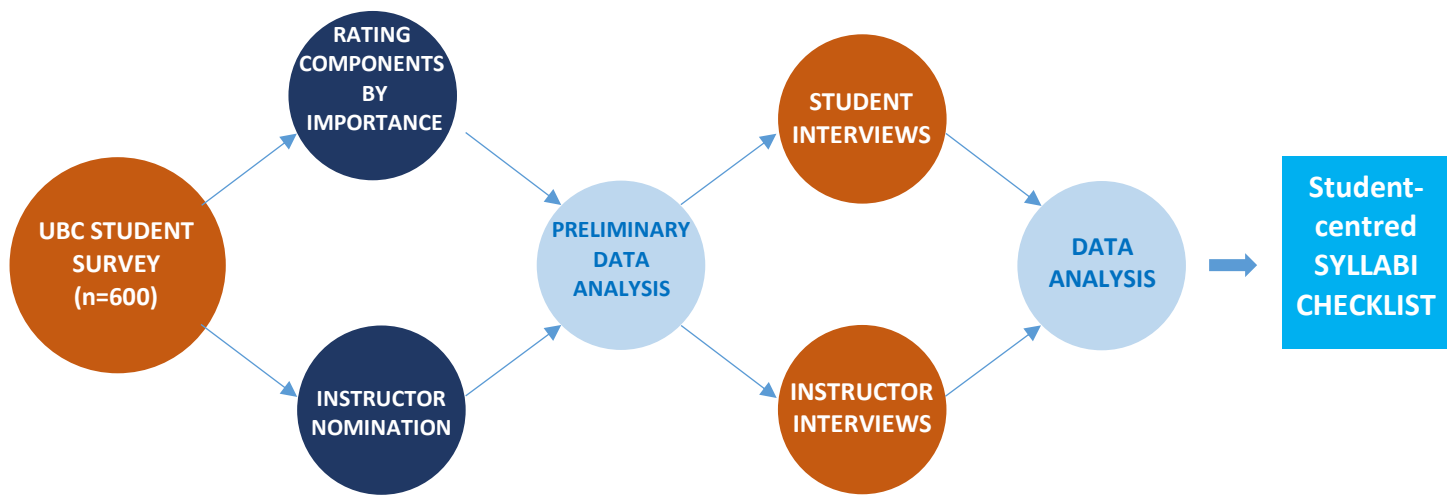 RATING
COMPONENTS
BY
IMPORTANCE
UBC STUDENT
SURVEY
(n=600)
INSTRUCTOR
NOMINATION
PRELIMINARY
DATA
ANALYSIS
STUDENT
INTERVIEWS
INSTRUCTOR
INTERVIEWS
DATA
ANALYSIS
Student-
centred
SYLLABI
CHECKLIST